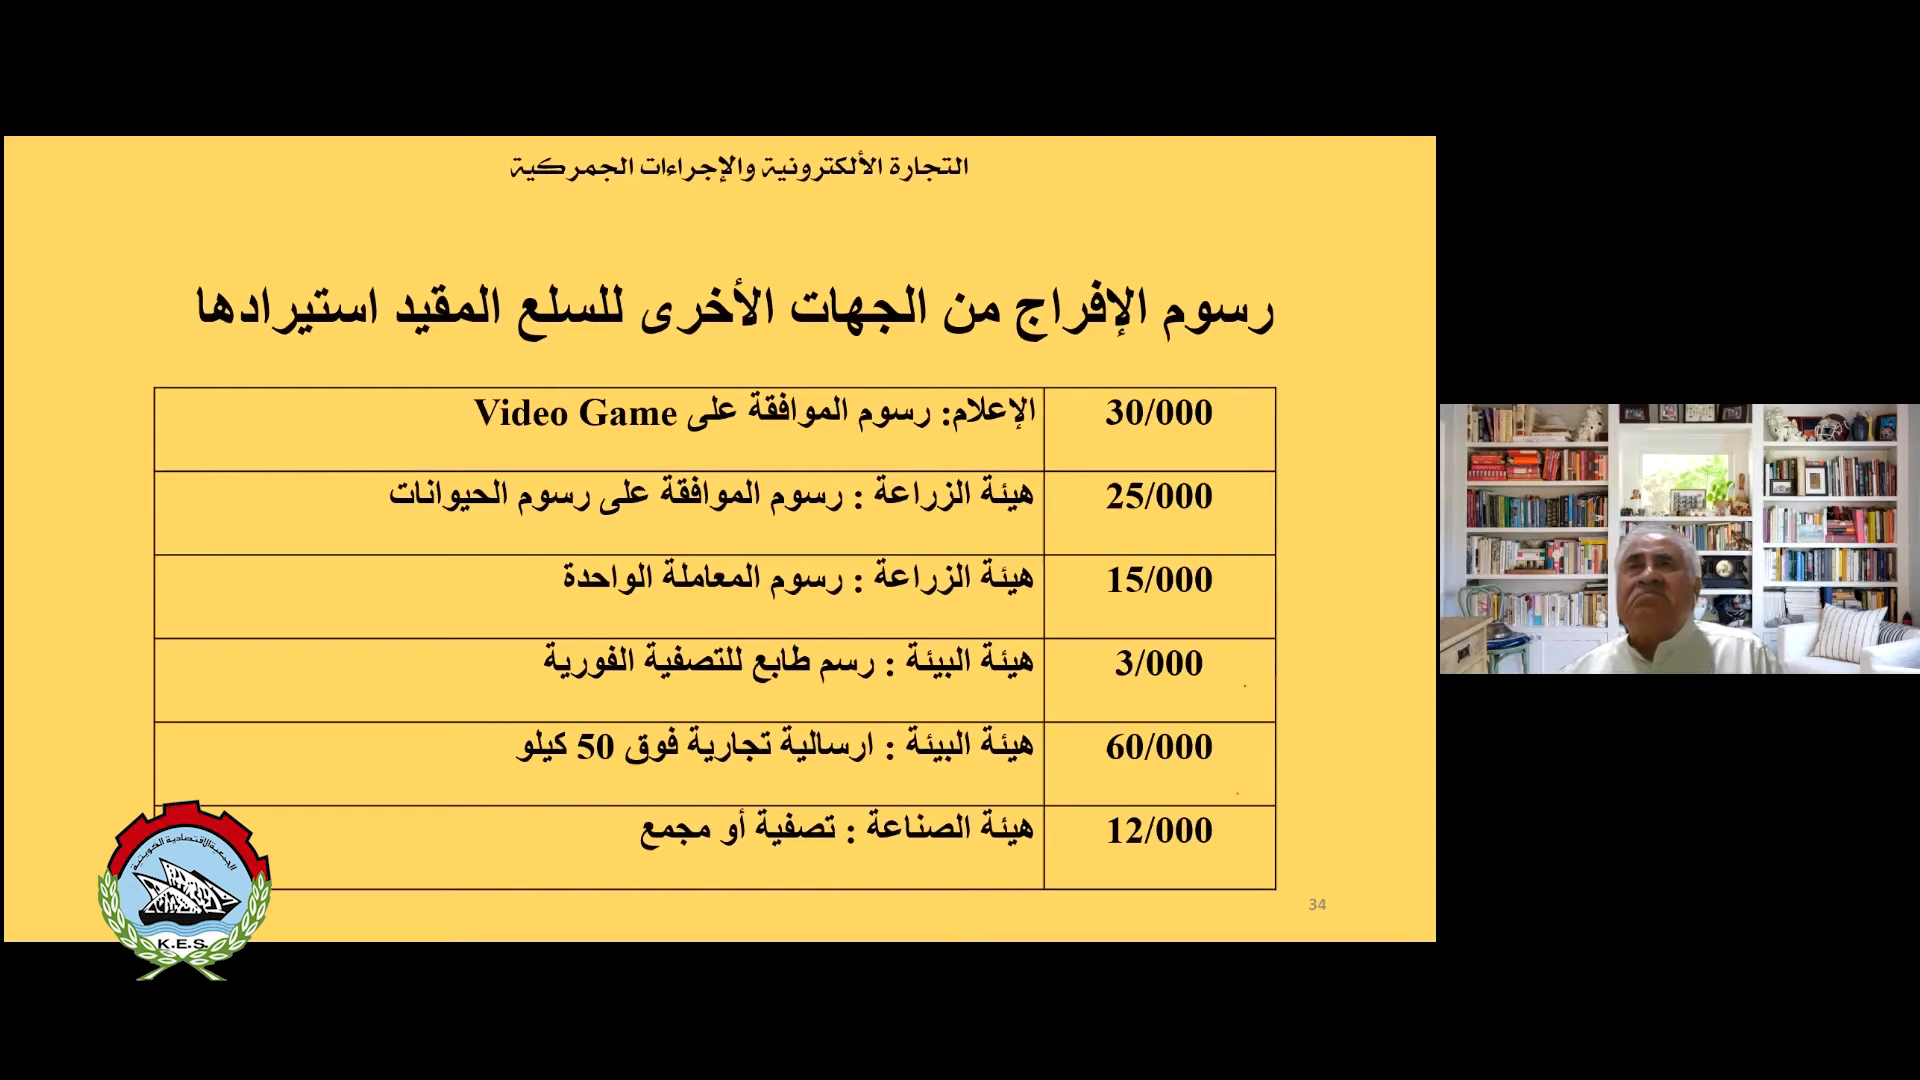 التجارة الألكترونية والإجراءات الجمركية
رسوم الإفراج من الجهات الأخرى للسلع المقيد استيرادها
الإعلام: رسوم الموافقة على Video Game
30/000
هيئة الزراعة : رسوم الموافقة على رسوم الحيوانات
25/000
هيئة الزراعة : رسوم المعاملة الواحدة
15/000
هيئة البيئة : رسم طابع للتصفية الفورية
3/000
هيئة البيئة : ارسالية تجارية فوق 50 كيلو
60/000
هيئة الصناعة : تصفية أو مجمع
12/000
34
الجمعية الاقتصادية الكويتية
K.E.S.